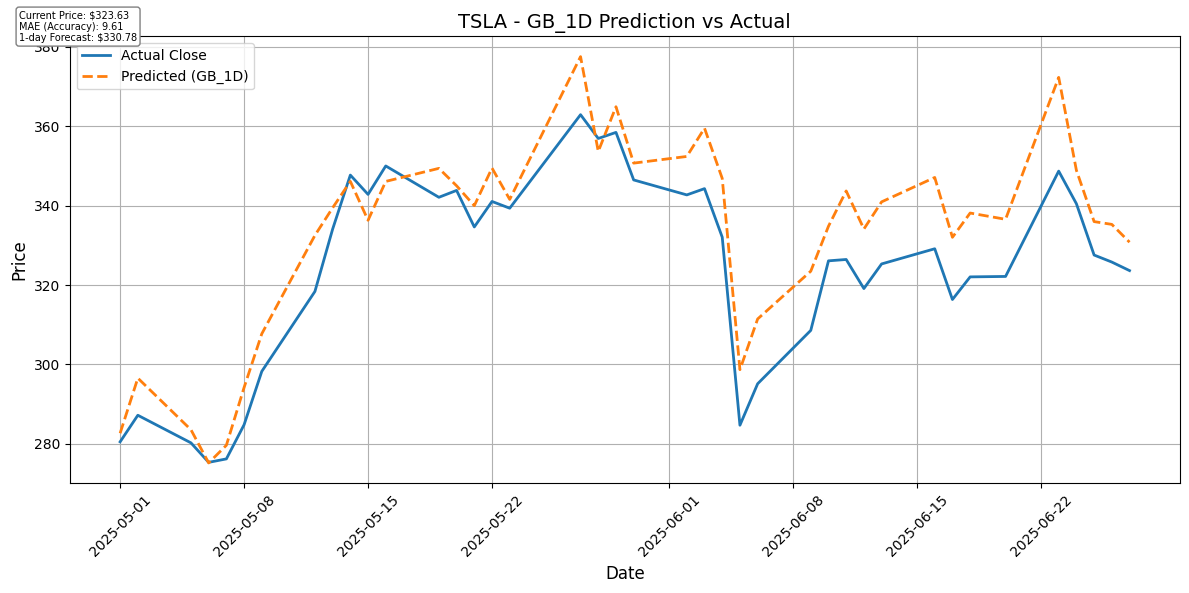 Current Price: $323.63
MAE (Accuracy): 9.61
1-day Forecast: $330.78
TSLA - GB_1D Prediction vs Actual
Actual Close
Predicted (GB_1D)
Price
380
360
340
320
300
280
2025-05-01
2025-05-08
2025-05-15
2025-05-22
2025-06-01
2025-06-08
2025-06-15
2025-06-22
Date